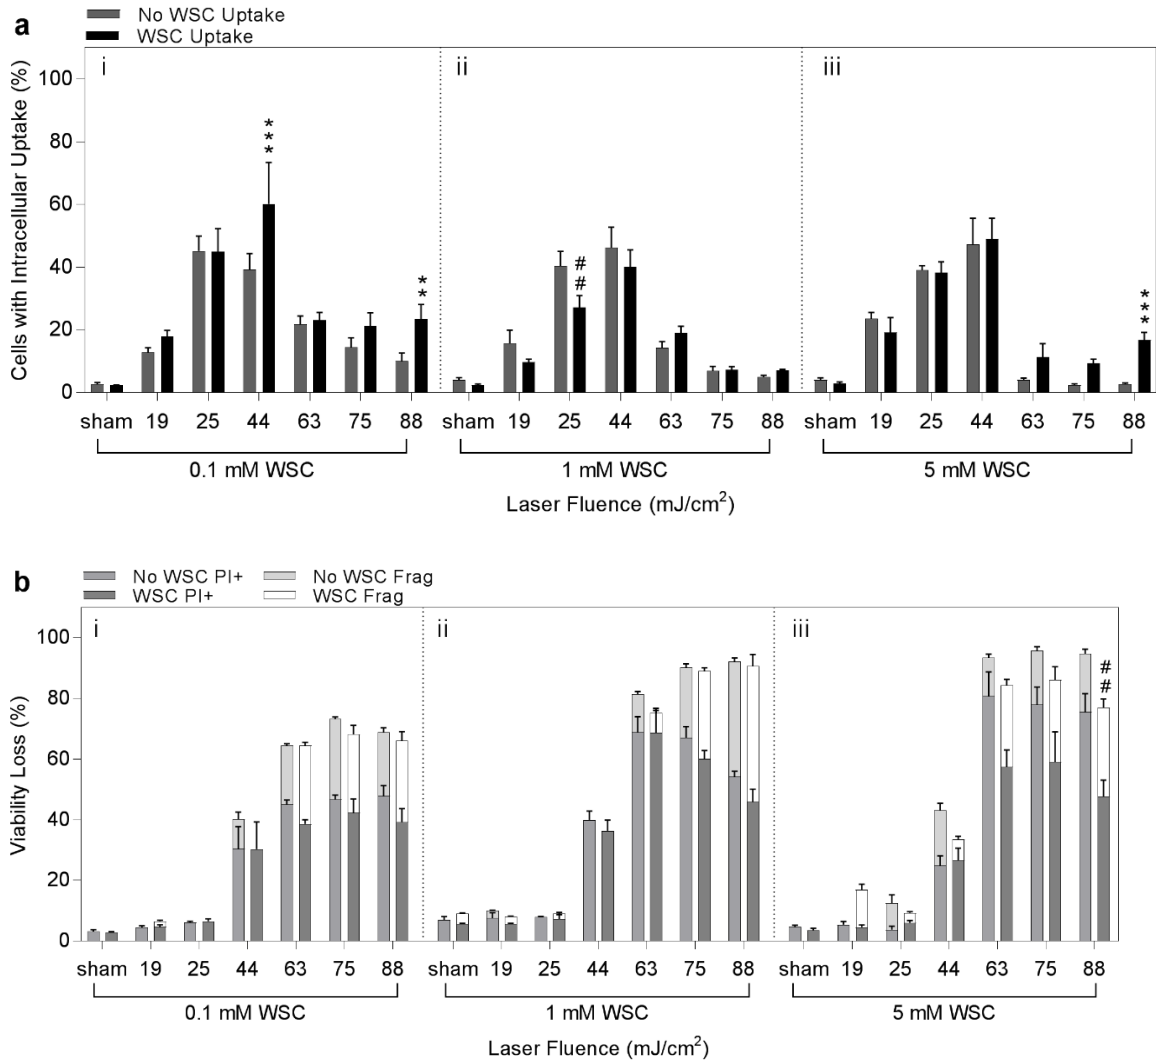 a
No WSC Uptake
WSC Uptake
Cells with Intracellular Uptake (%)
100
80
60
40
20
0
i
ii
iii
***
**
##
***
sham 19 25 44 63 75 88 sham 19 25 44 63 75 88 sham 19 25 44 63 75 88
0.1 mM WSC 1 mM WSC 5 mM WSC
Laser Fluence (mJ/cm²)
b
No WSC PI+ No WSC Frag
WSC PI+ WSC Frag
Viability Loss (%)
100
80
60
40
20
0
i
ii
iii
##
sham 19 25 44 63 75 88 sham 19 25 44 63 75 88 sham 19 25 44 63 75 88
0.1 mM WSC 1 mM WSC 5 mM WSC
Laser Fluence (mJ/cm²)